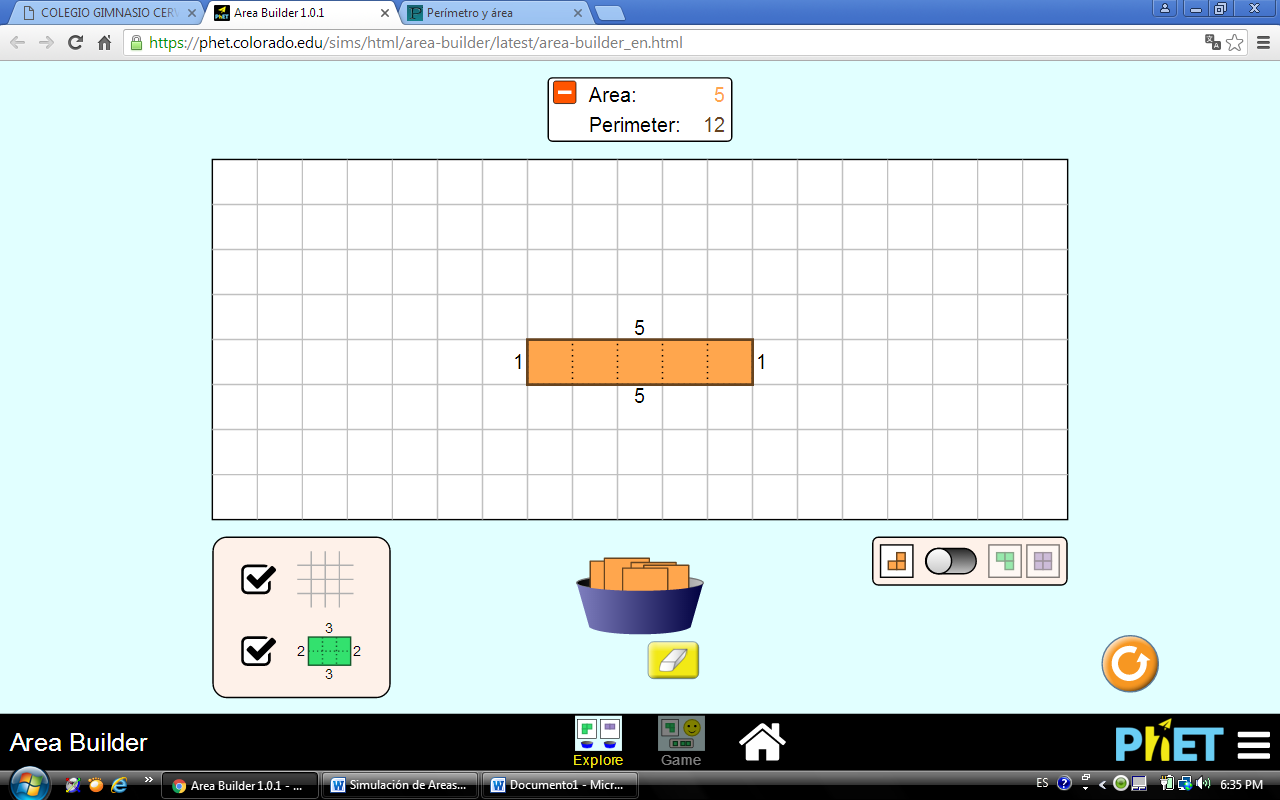 COLEGIO GIMNASIO CERV
Area Builder 1.0.1
Perímetro y área
https://phet.colorado.edu/sims/html/area-builder/latest/area-builder_en.html
Area: 5
Perimeter: 12
5
1 1
5
3
2 2
3
Area Builder
Explore
Game
PhET
Area Builder 1.0.1 - ...
Simulación de Areas...
Documento1 - Micr...
ES
6:35 PM